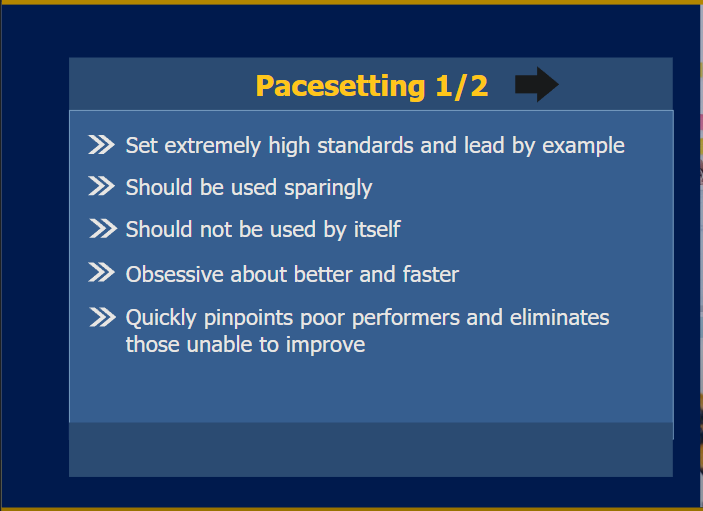 Pacesetting 1/2
Set extremely high standards and lead by example
Should be used sparingly
Should not be used by itself
Obsessive about better and faster
Quickly pinpoints poor performers and eliminates
those unable to improve